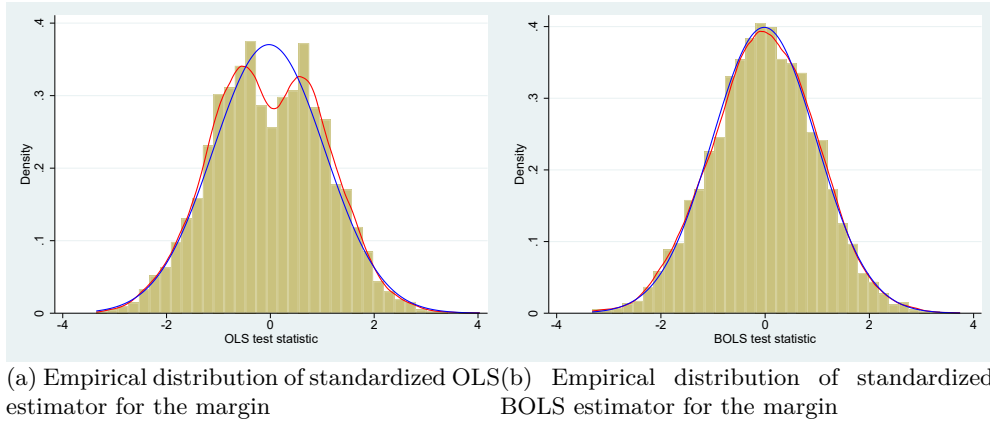 .4
.3
.2
.1
0
Density
-4 -2 0 2 4
OLS test statistic
.4
.3
.2
.1
0
Density
-4 -2 0 2 4
BOLS test statistic
(a) Empirical distribution of standardized OLS
estimator for the margin
(b) Empirical distribution of standardized
BOLS estimator for the margin